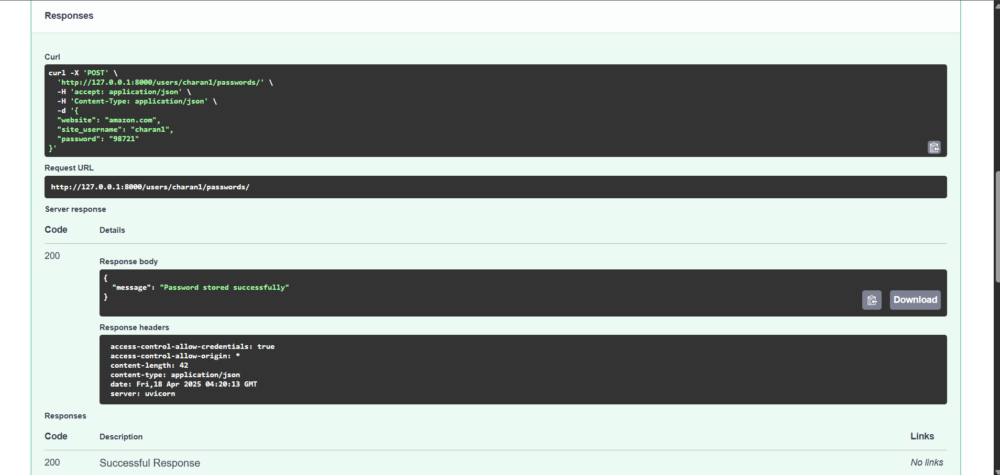 Responses
Curl
curl -X 'POST' \
'http://127.0.0.1:8000/users/charan1/passwords/' \
-H 'accept: application/json' \
-H 'Content-Type: application/json' \
-d '{
"website": "amazon.com",
"site_username": "charan1",
"password": "98721"
}'
Request URL
http://127.0.0.1:8000/users/charan1/passwords/
Server response
Code Details
200
Response body
{
"message": "Password stored successfully"
}
Download
Response headers
access-control-allow-credentials: true
access-control-allow-origin: *
content-length: 42
content-type: application/json
date: Fri,18 Apr 2025 04:20:13 GMT
server: uvicorn
Responses
Code Description Links
200 Successful Response No links